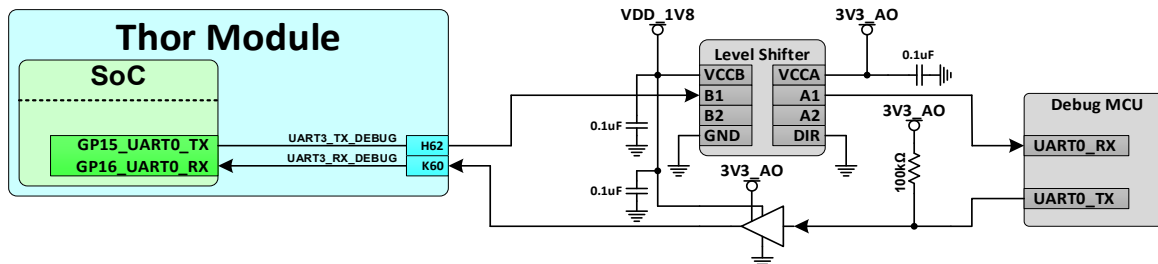 Thor Module
SoC
GP15_UART0_TX
GP16_UART0_RX
UART3_TX_DEBUG
UART3_RX_DEBUG
H62
K60
VDD_1V8
0.1uF
0.1uF
Level Shifter
VCCB
VCCA
B1
A1
B2
A2
GND
DIR
3V3_AO
0.1uF
3V3_AO
100kΩ
3V3_AO
Debug MCU
UART0_RX
UART0_TX